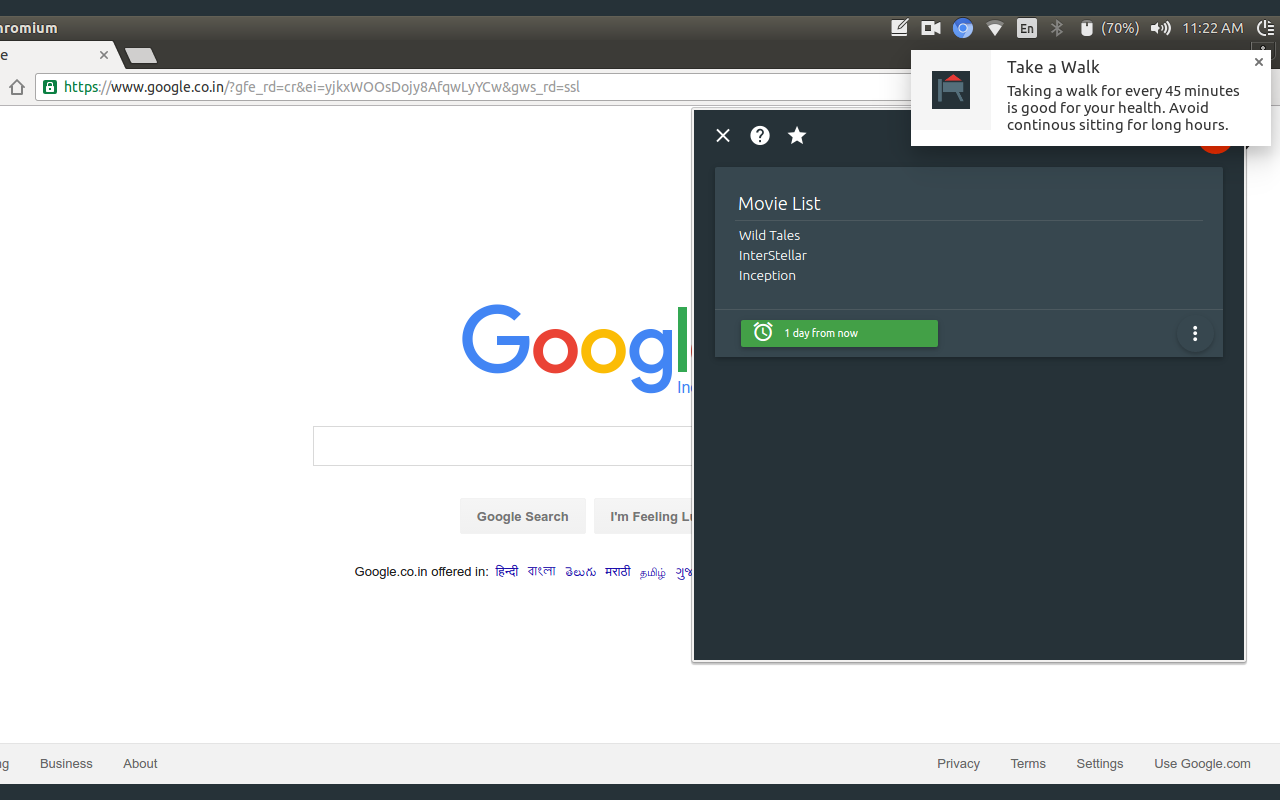 hromium
En
(70%)
11:22 AM
e
https://www.google.co.in/?gfe_rd=cr&ei=yjkxWOOsDojy8AfqwLyYCw&gws_rd=ssl
Take a Walk
Taking a walk for every 45 minutes
is good for your health. Avoid
continous sitting for long hours.
Movie List
Wild Tales
InterStellar
Inception
1 day from now
Googl
In
Google Search
I'm Feeling Lu
Google.co.in offered in: हिन्दी বাংলা తెలుగు मराठी தமிழ் ગુજ
ng
Business
About
Privacy
Terms
Settings
Use Google.com